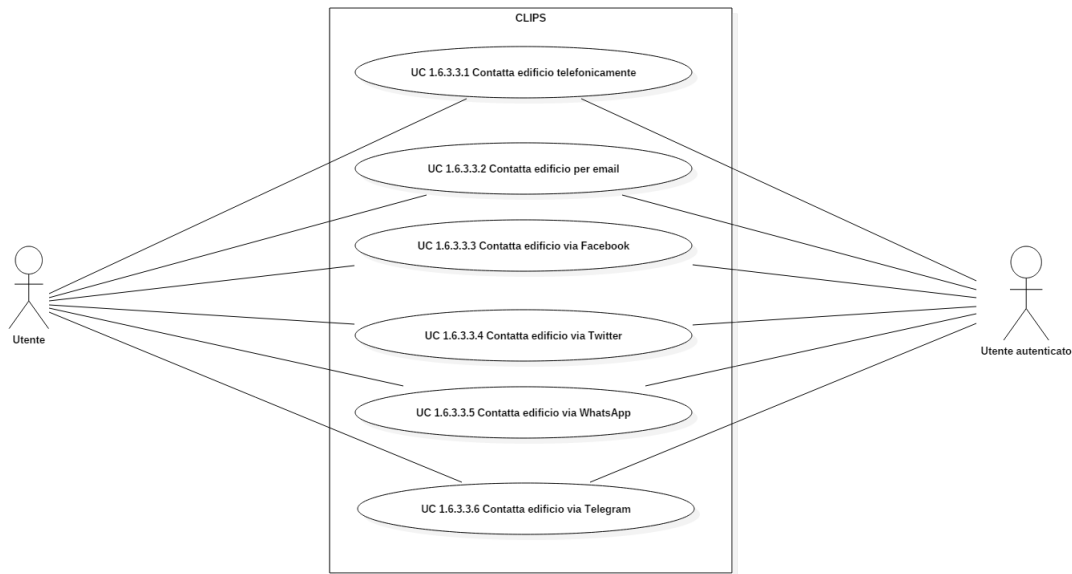 CLIPS
UC 1.6.3.3.1 Contatta edificio telefonicamente
UC 1.6.3.3.2 Contatta edificio per email
UC 1.6.3.3.3 Contatta edificio via Facebook
UC 1.6.3.3.4 Contatta edificio via Twitter
Utente
Utente autenticato
UC 1.6.3.3.5 Contatta edificio via WhatsApp
UC 1.6.3.3.6 Contatta edificio via Telegram